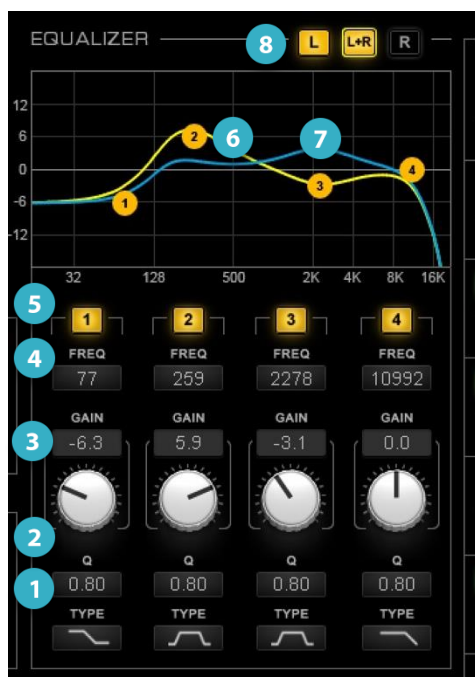 EQUALIZER 8 L L+R R
12
6 2 6 7
0 4
-6 1 3
-12
32 128 500 2K 4K 8K 16K
5 1 2 3 4
4 FREQ FREQ FREQ FREQ
77 259 2278 10992
GAIN GAIN GAIN GAIN
3 -6.3 5.9 -3.1 0.0
2
Q Q Q Q
1 0.80 0.80 0.80 0.80
TYPE TYPE TYPE TYPE